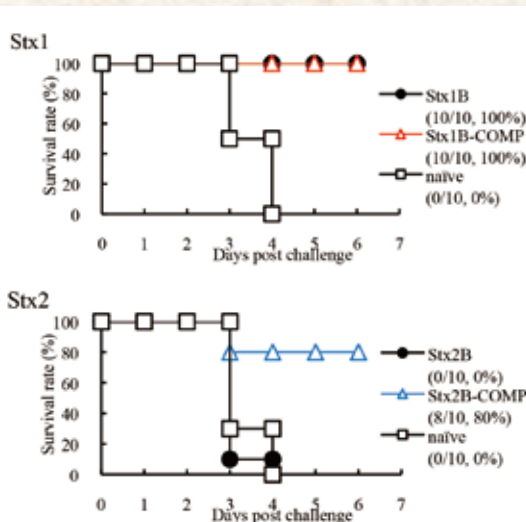 Stx1
Survival rate (%)
100
80
60
40
20
0
0 1 2 3 4 5 6 7
Days post challenge
Stx1B
(10/10, 100%)
Stx1B-COMP
(10/10, 100%)
naïve
(0/10, 0%)
Stx2
Survival rate (%)
100
80
60
40
20
0
0 1 2 3 4 5 6 7
Days post challenge
Stx2B
(0/10, 0%)
Stx2B-COMP
(8/10, 80%)
naïve
(0/10, 0%)